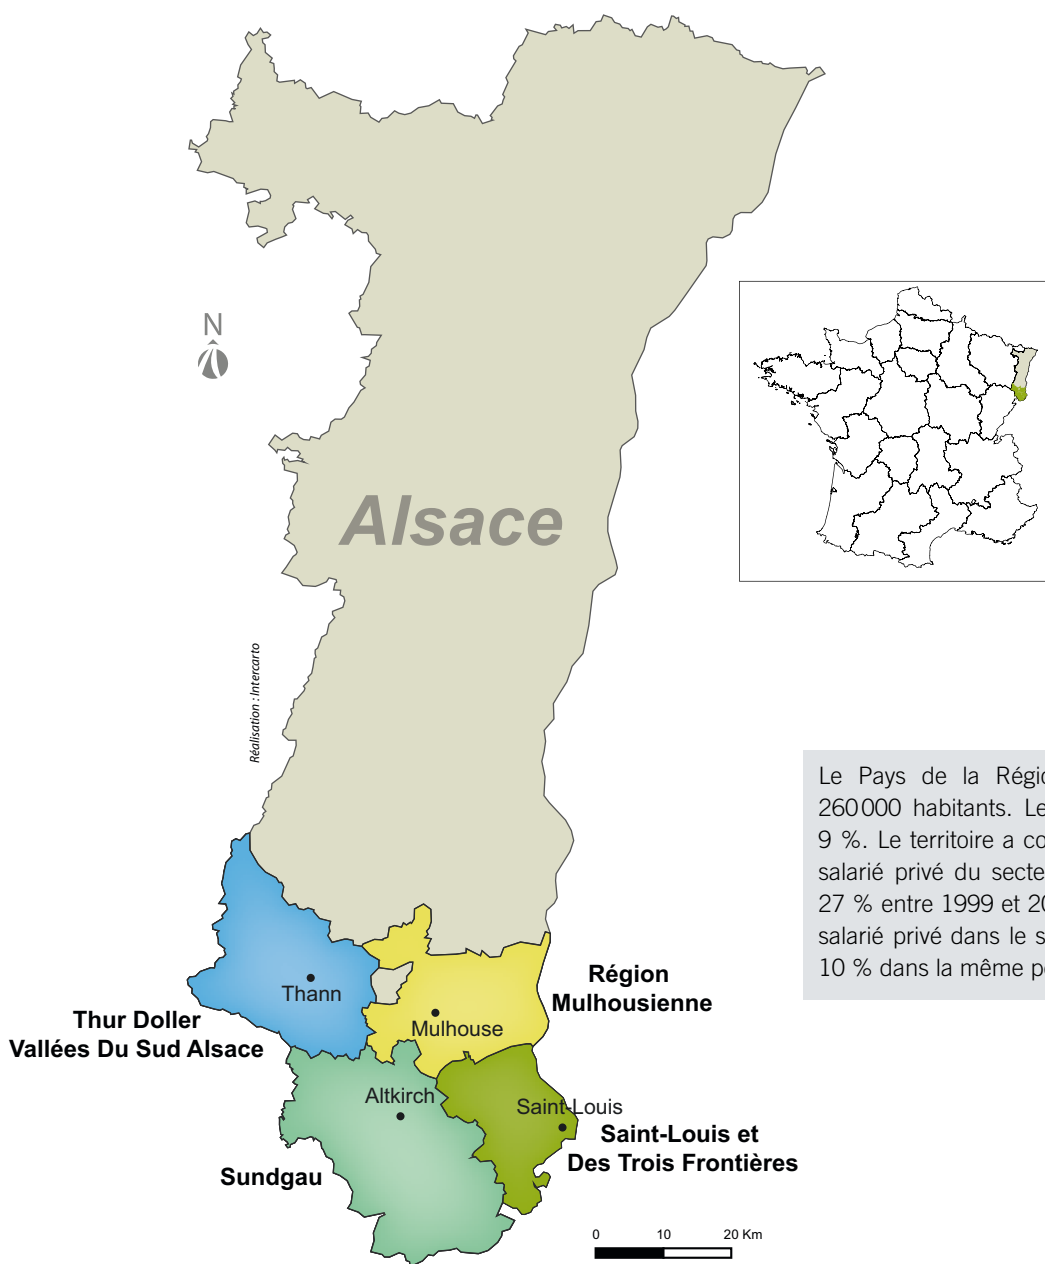 N
Alsace
Réalisation : Intercarto
Le Pays de la Régio
260 000 habitants. Le
9 %. Le territoire a co
salarié privé du secte
27 % entre 1999 et 20
salarié privé dans le s
10 % dans la même p
Thann
Région
Mulhousienne
Mulhouse
Thur Doller
Vallées Du Sud Alsace
Altkirch
Saint-Louis
Saint-Louis et
Des Trois Frontières
Sundgau
0 10 20 Km